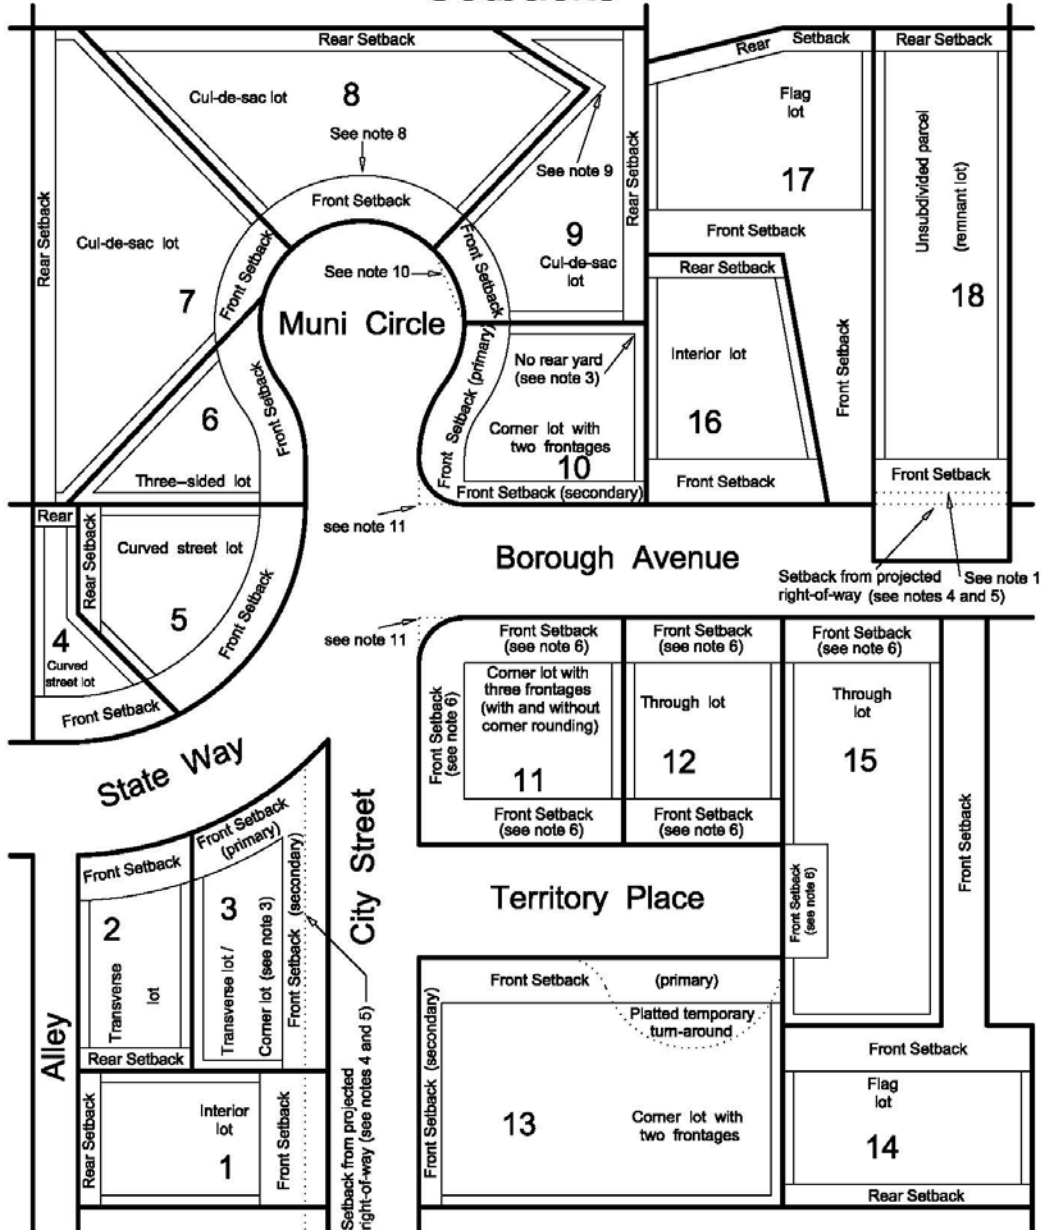 Rear Setback
Cul-de-sac lot
8
See note 8
Front Setback
Rear Setback
Cul-de-sac lot
7
Front Setback
See note 9
Rear Setback
9
Cul-de-sac
lot
Front Setback
See note 10
Muni Circle
Rear
Setback
Flag
lot
17
Front Setback
Front Setback
Rear Setback
Unsubdivided parcel
(remnant lot)
18
Front Setback
Setback from projected
right-of-way (see notes 4 and 5)
See note 1
Rear Setback
Interior lot
16
Front Setback
No rear yard
(see note 3)
Front Setback (primary)
Corner lot with
two frontages
10
Front Setback (secondary)
see note 11
6
Three-sided lot
Front Setback
Rear
Rear Setback
Curved street lot
5
Front Setback
4
Curved
street lot
Front Setback
Borough Avenue
see note 11
Front Setback
(see note 6)
Corner lot with
three frontages
(with and without
corner rounding)
11
Front Setback
(see note 6)
Front Setback
(see note 6)
Front Setback
(see note 6)
Through lot
12
Front Setback
(see note 6)
Front Setback
(see note 6)
Through
lot
15
Front Setback
(see note 6)
Front Setback
State Way
Front Setback
2
Transverse
lot
Rear Setback
Front Setback
(primary)
3
Transverse lot /
Corner lot (see note 3)
Front Setback (secondary)
City Street
Territory Place
Alley
Rear Setback
Interior
lot
1
Front Setback
Setback from projected
right-of-way (see notes 4 and 5)
Front Setback
(primary)
Platted temporary
turn-around
Front Setback (secondary)
13
Corner lot with
two frontages
Front Setback
Flag
lot
14
Rear Setback